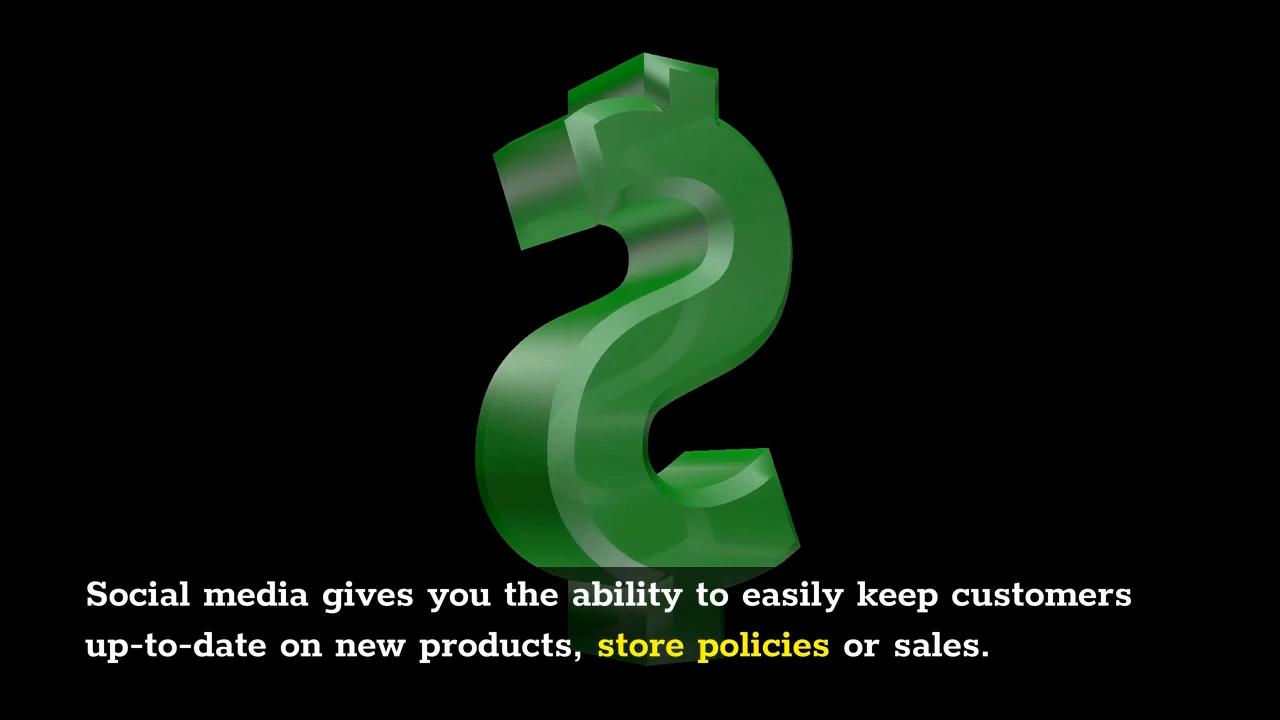 Social media gives you the ability to easily keep customers
up-to-date on new products, store policies or sales.